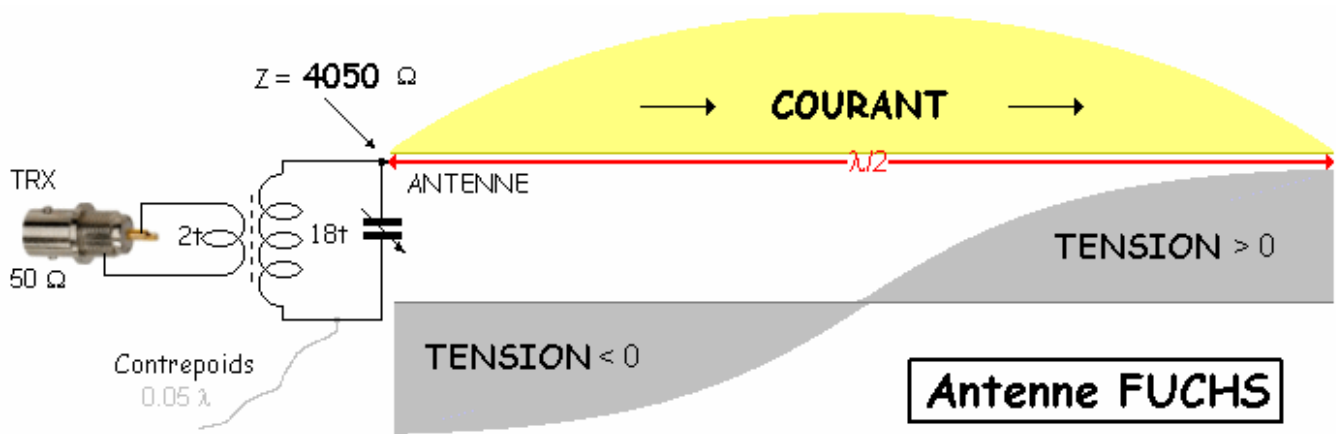 Z = 4050 Ω
COURANT
λ/2
TRX
ANTENNE
2t
18t
50 Ω
TENSION > 0
TENSION < 0
Contrepoids
0.05 λ
Antenne FUCHS